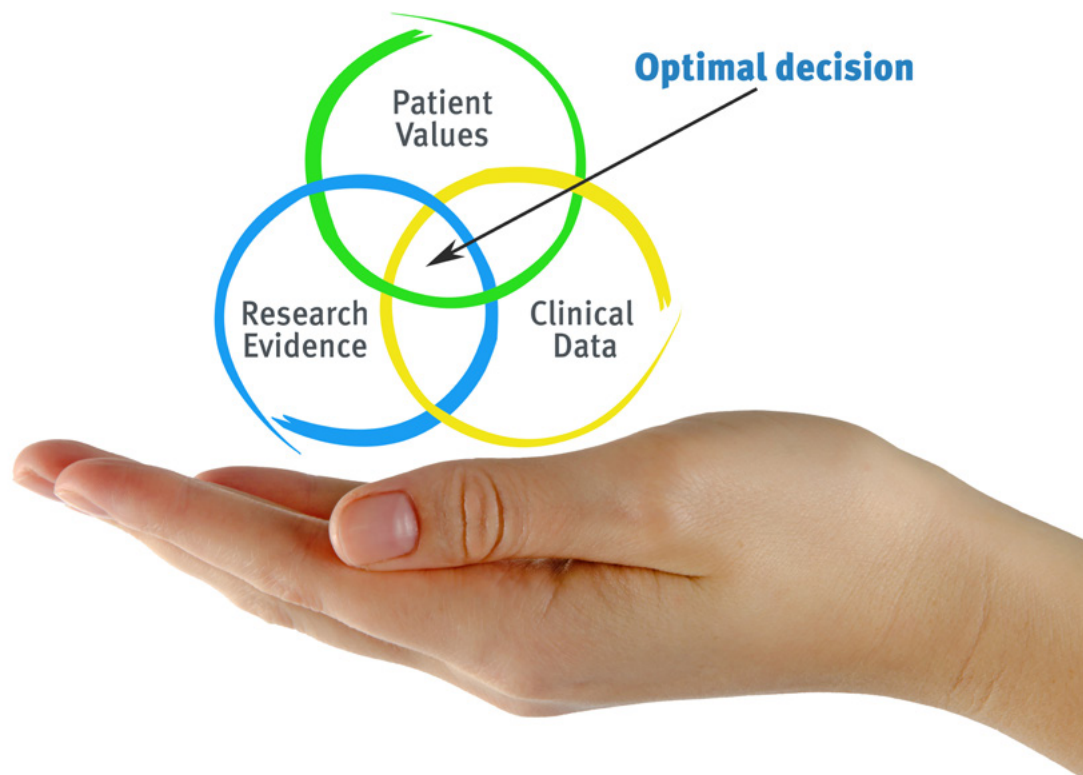 Optimal decision
Patient
Values
Research
Evidence
Clinical
Data